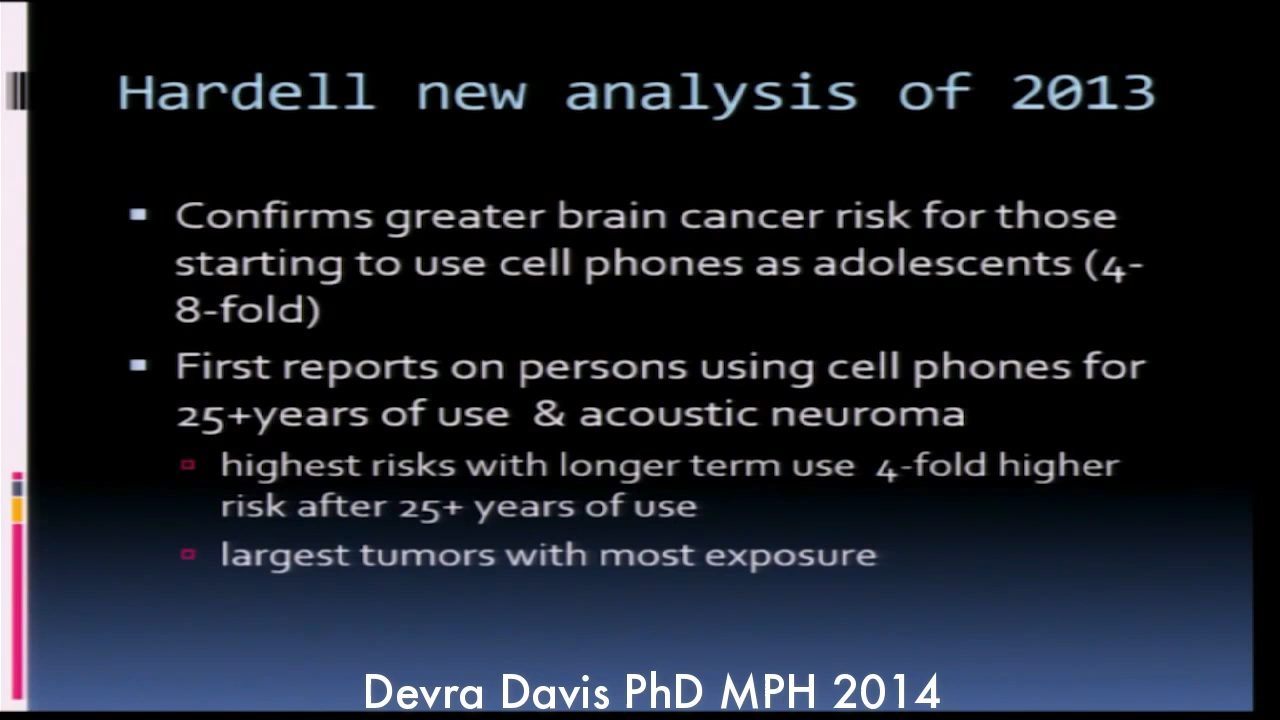 Hardell new analysis of 2013
Confirms greater brain cancer risk for those
starting to use cell phones as adolescents (4-
8-fold)
First reports on persons using cell phones for
25+years of use & acoustic neuroma
highest risks with longer term use 4-fold higher
risk after 25+ years of use
largest tumors with most exposure
Devra Davis PhD MPH 2014